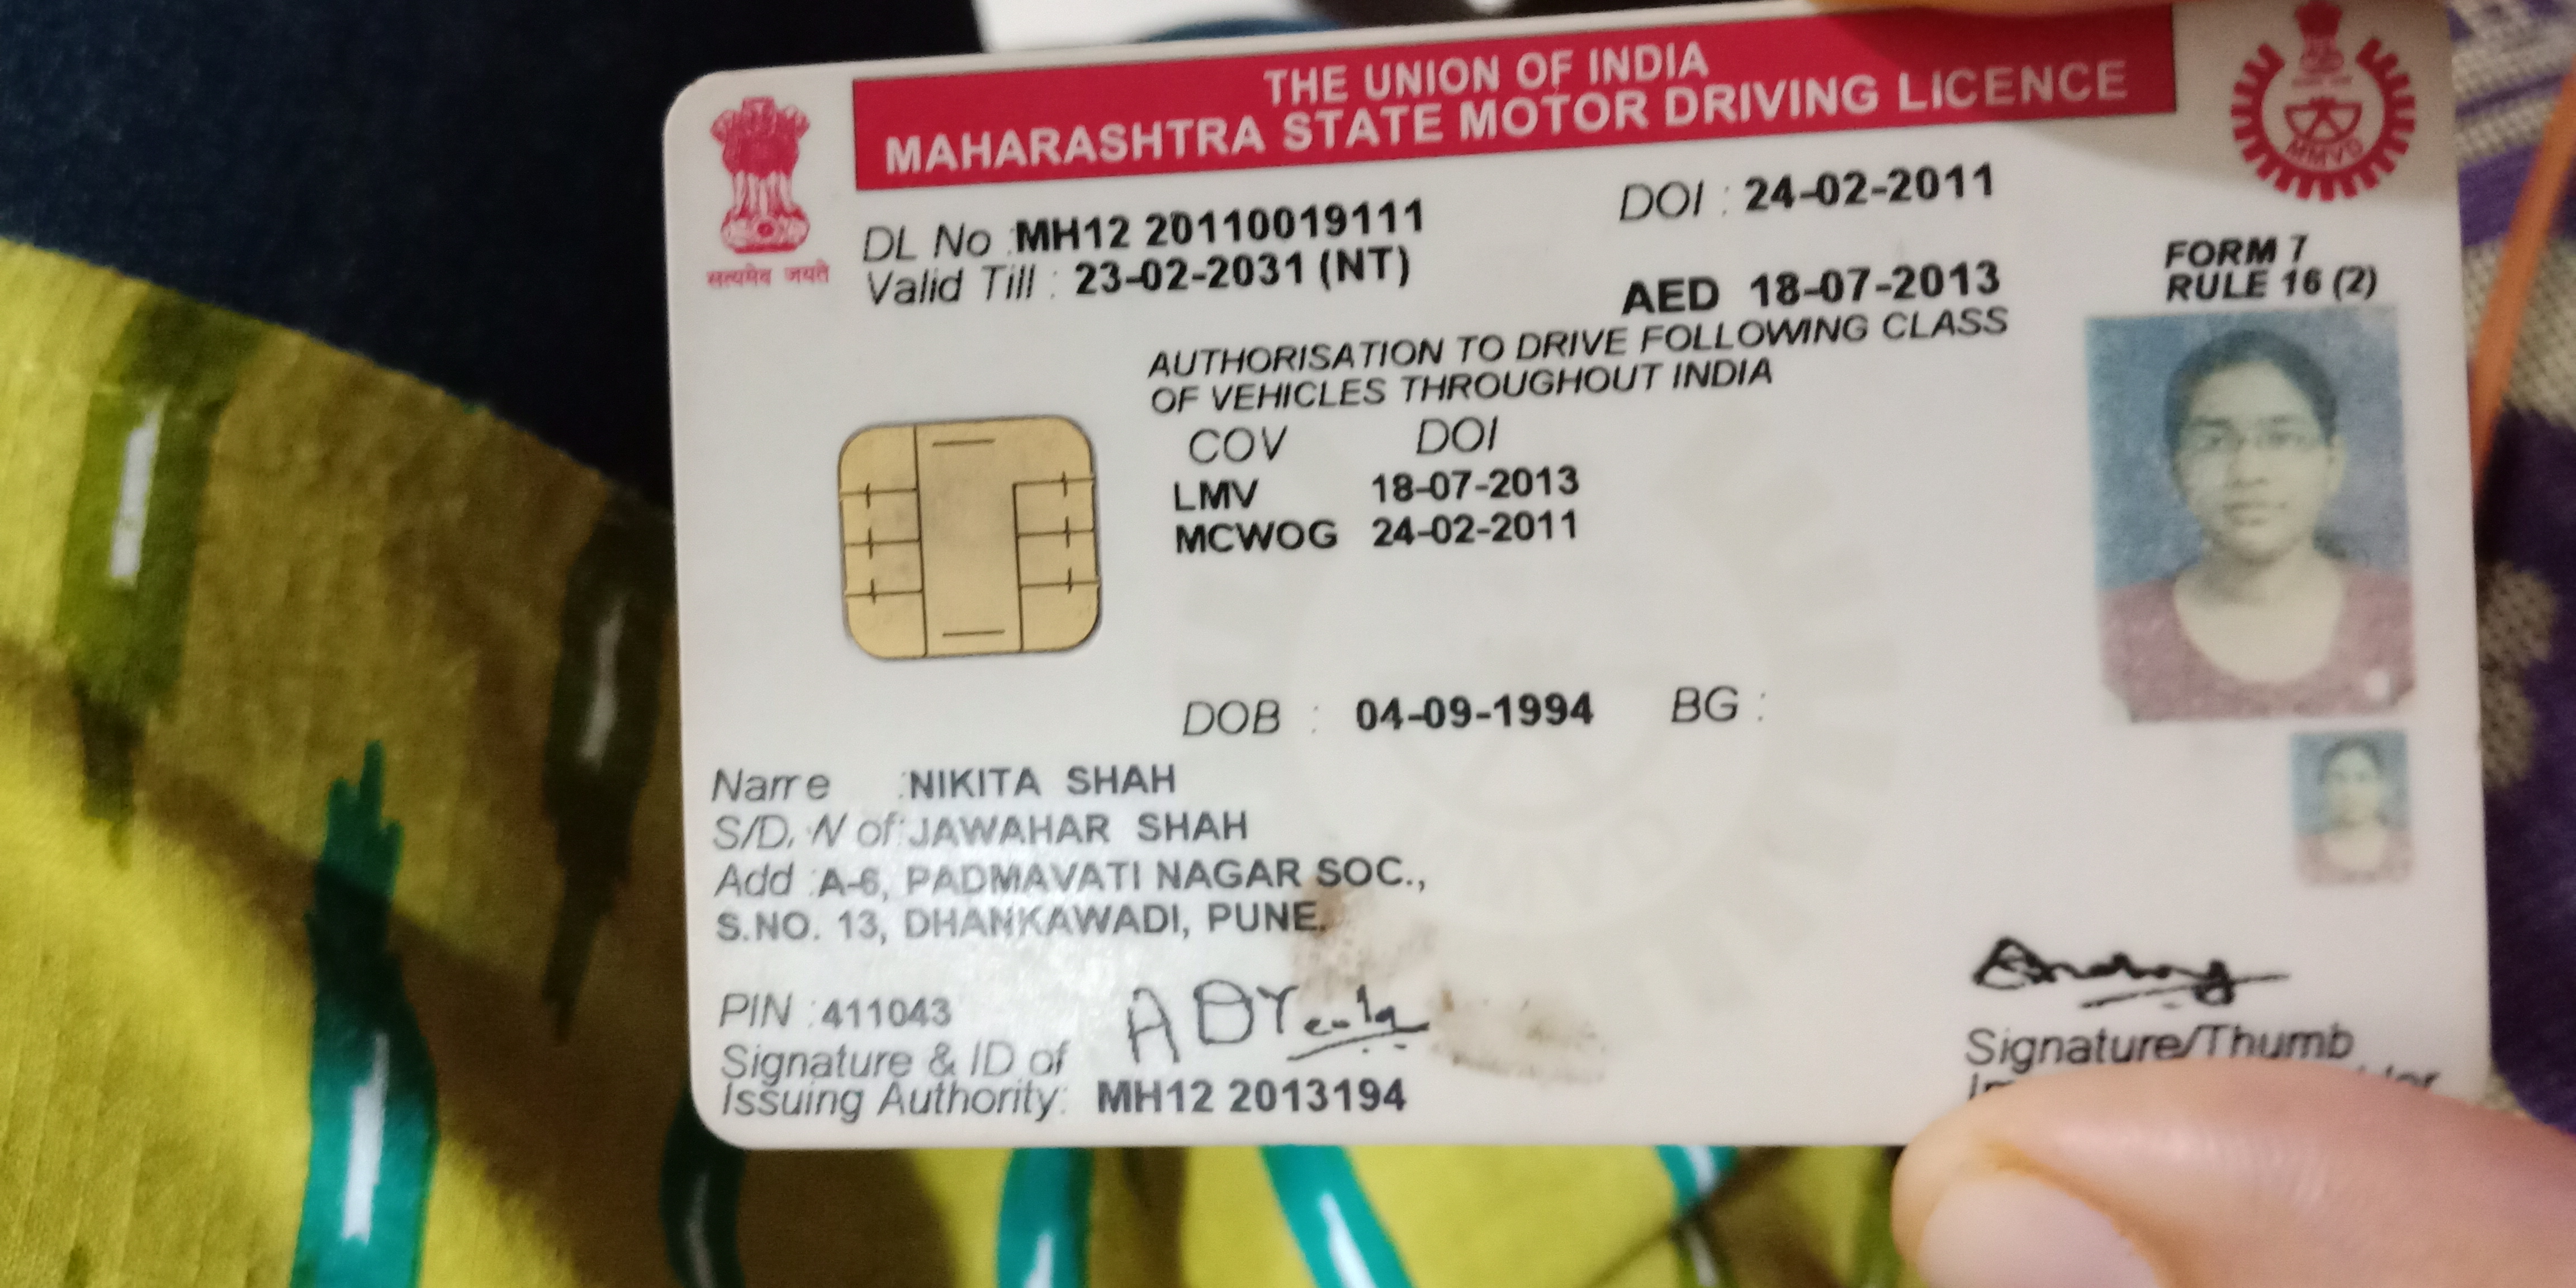 THE UNION OF INDIA
MAHARASHTRA STATE MOTOR DRIVING LICENCE
सत्यमेव जयते
MMVD
DL No : MH12 20110019111
DOI : 24-02-2011
Valid Till : 23-02-2031 (NT)
AED 18-07-2013
FORM 7
RULE 16 (2)
AUTHORISATION TO DRIVE FOLLOWING CLASS
OF VEHICLES THROUGHOUT INDIA
COV DOI
LMV 18-07-2013
MCWOG 24-02-2011
DOB : 04-09-1994 BG :
Name : NIKITA SHAH
S/D/W of : JAWAHAR SHAH
Add : A-6, PADMAVATI NAGAR SOC.,
S.NO. 13, DHANKAWADI, PUNE.
PIN : 411043
Signature & ID of
Issuing Authority: MH12 2013194
Signature/Thumb